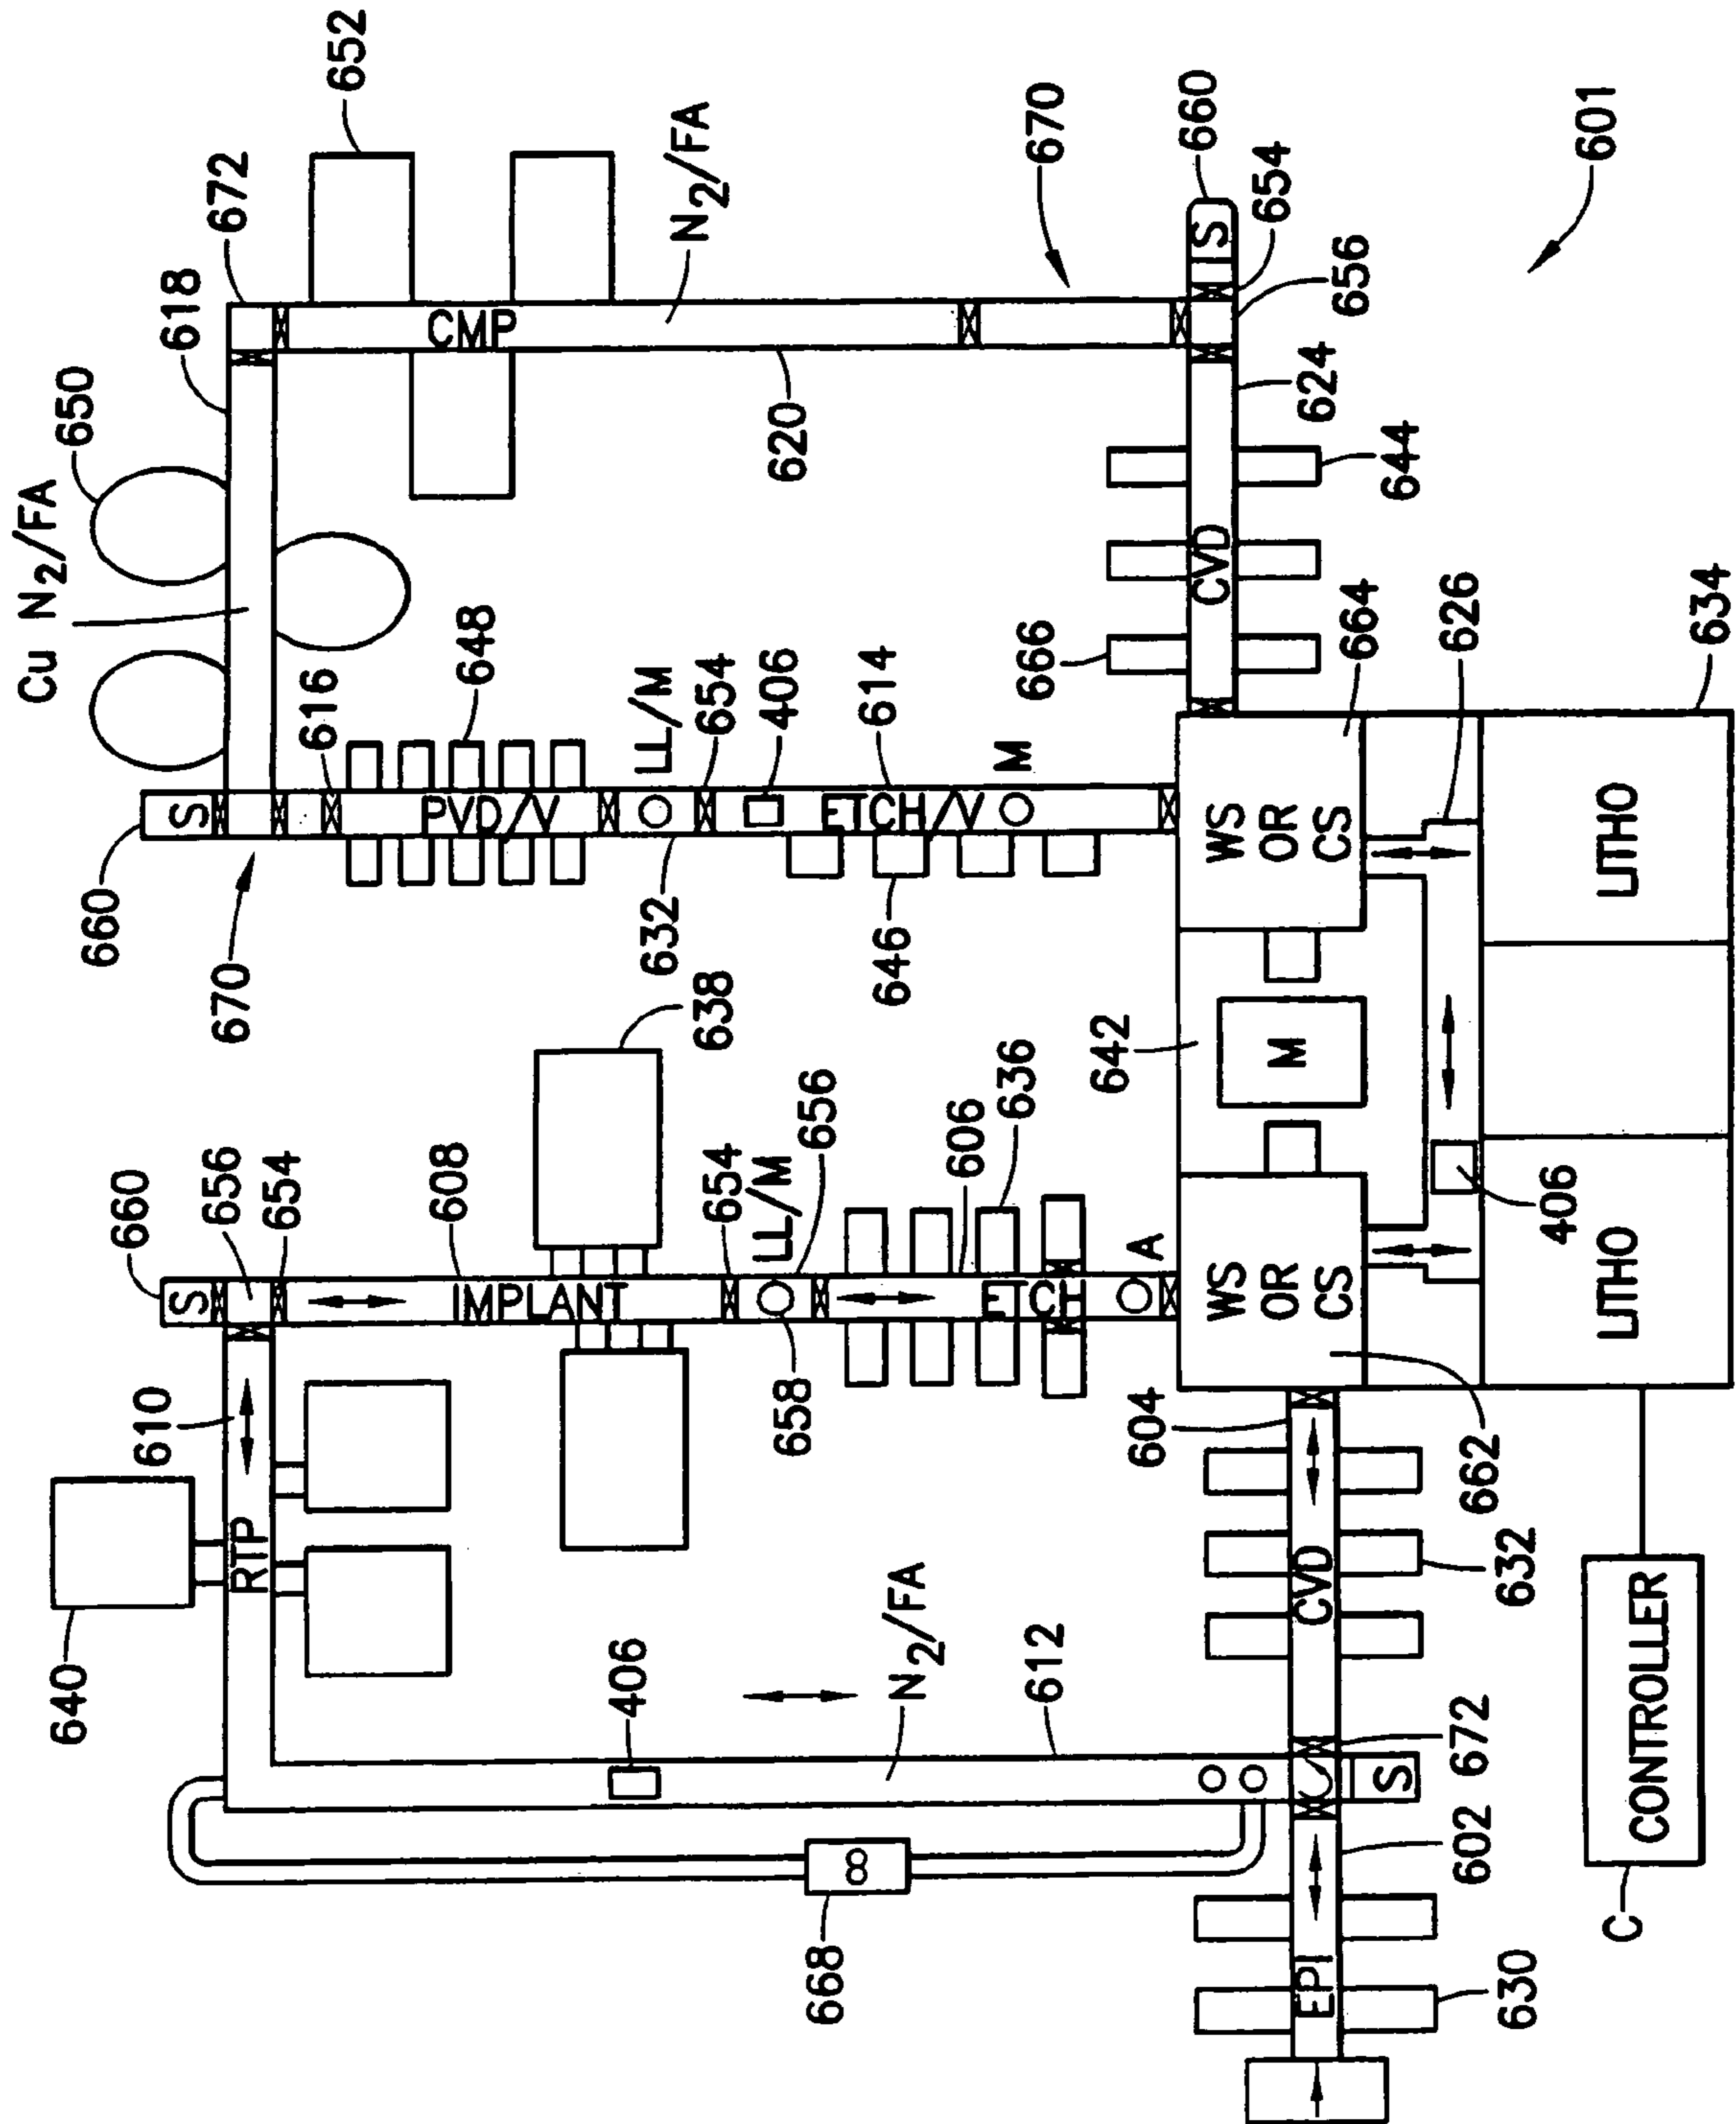 652
672
618
650
Cu N2/FA
CMP
N2/FA
670
660
S
654
656
601
624
620
644
CVD
666
664
626
634
616
648
LL/M
654
406
614
M
PVD/V
ETCH/V
S
660
670
632
646
WS
OR
CS
LITHO
638
642
M
636
606
656
LL/M
654
608
656
654
660
S
IMPLANT
ETCH
A
658
WS
OR
CS
406
LITHO
610
640
RTP
604
662
CVD
632
N2/FA
406
612
672
S
602
668
EPI
630
CONTROLLER
C